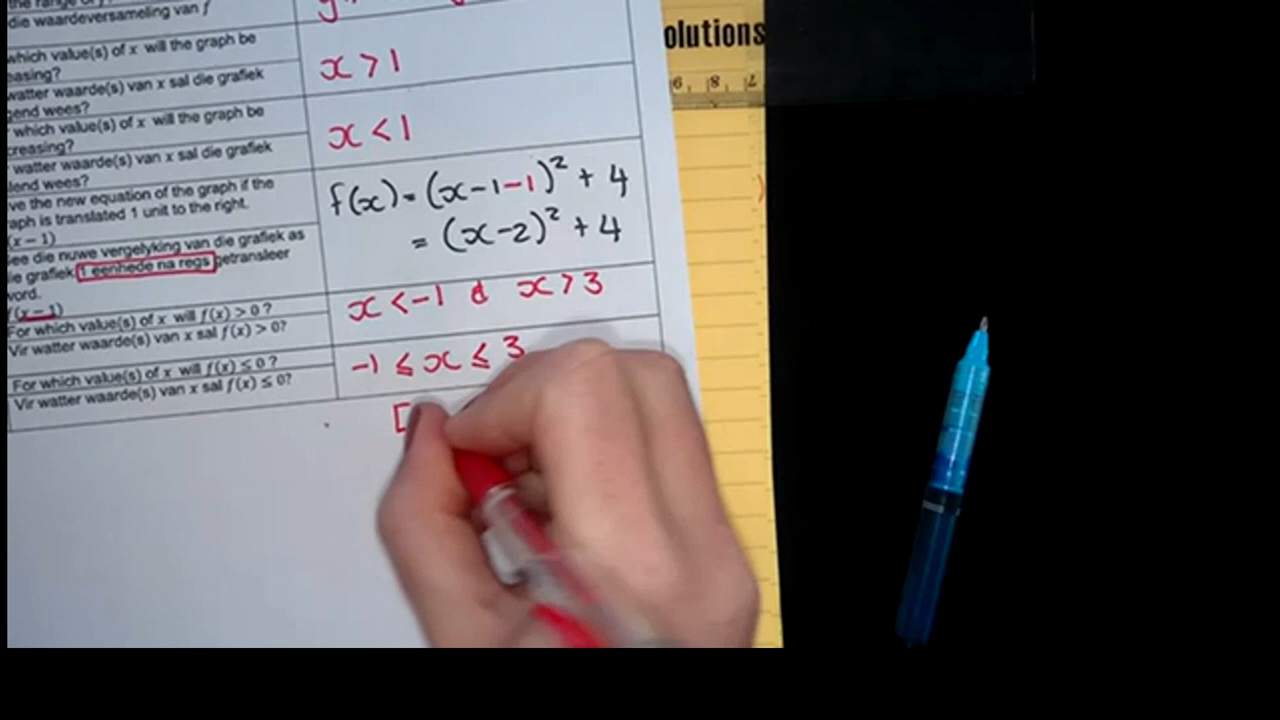 die waardeversameling van f
which value(s) of x will the graph be
easing?
watter waarde(s) van x sal die grafiek
gend wees?
x > 1
which value(s) of x will the graph be
creasing?
watter waarde(s) van x sal die grafiek
lend wees?
x < 1
ve the new equation of the graph if the
aph is translated 1 unit to the right.
(x – 1)
ee die nuwe vergelyking van die grafiek as
ie grafiek 1 eenhede na regs getransleer
vord.
f(x – 1)
f(x) = (x-1-1)² + 4
= (x-2)² + 4
For which value(s) of x will f(x) > 0?
Vir watter waarde(s) van x sal f(x) > 0?
x < -1 & x > 3
For which value(s) of x will f(x) ≤ 0?
Vir watter waarde(s) van x sal f(x) ≤ 0?
-1 ≤ x ≤ 3
[
olutions
9 8 7